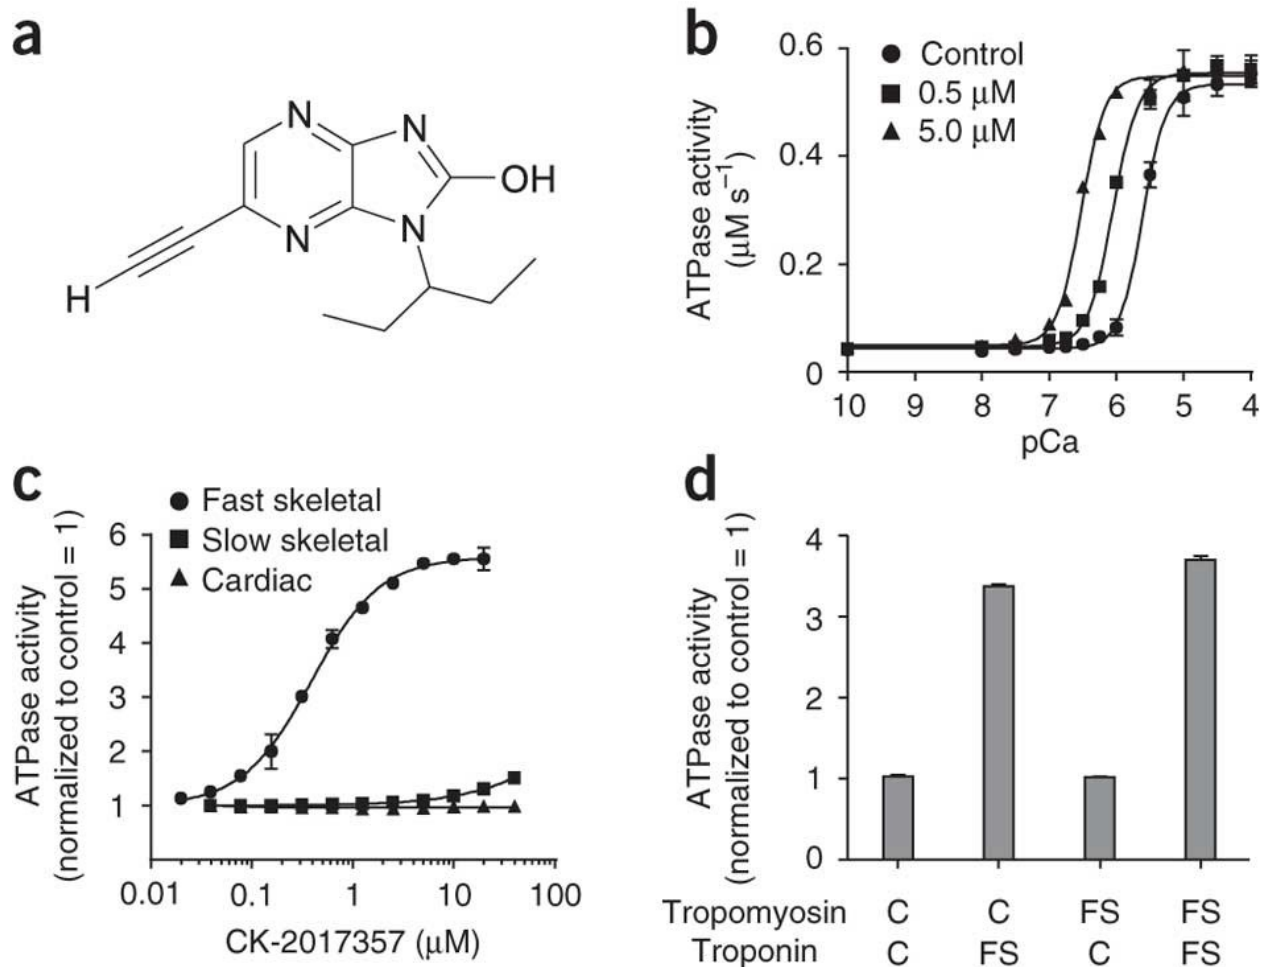 a
N
N
OH
N
N
H
b
Control
0.5 μM
5.0 μM
ATPase activity
(μM s⁻¹)
0.6
0.4
0.2
0
10 9 8 7 6 5 4
pCa
c
Fast skeletal
Slow skeletal
Cardiac
ATPase activity
(normalized to control = 1)
6
5
4
3
2
1
0.01 0.1 1 10 100
CK-2017357 (μM)
d
ATPase activity
(normalized to control = 1)
4
3
2
1
0
Tropomyosin C C FS FS
Troponin C FS C FS